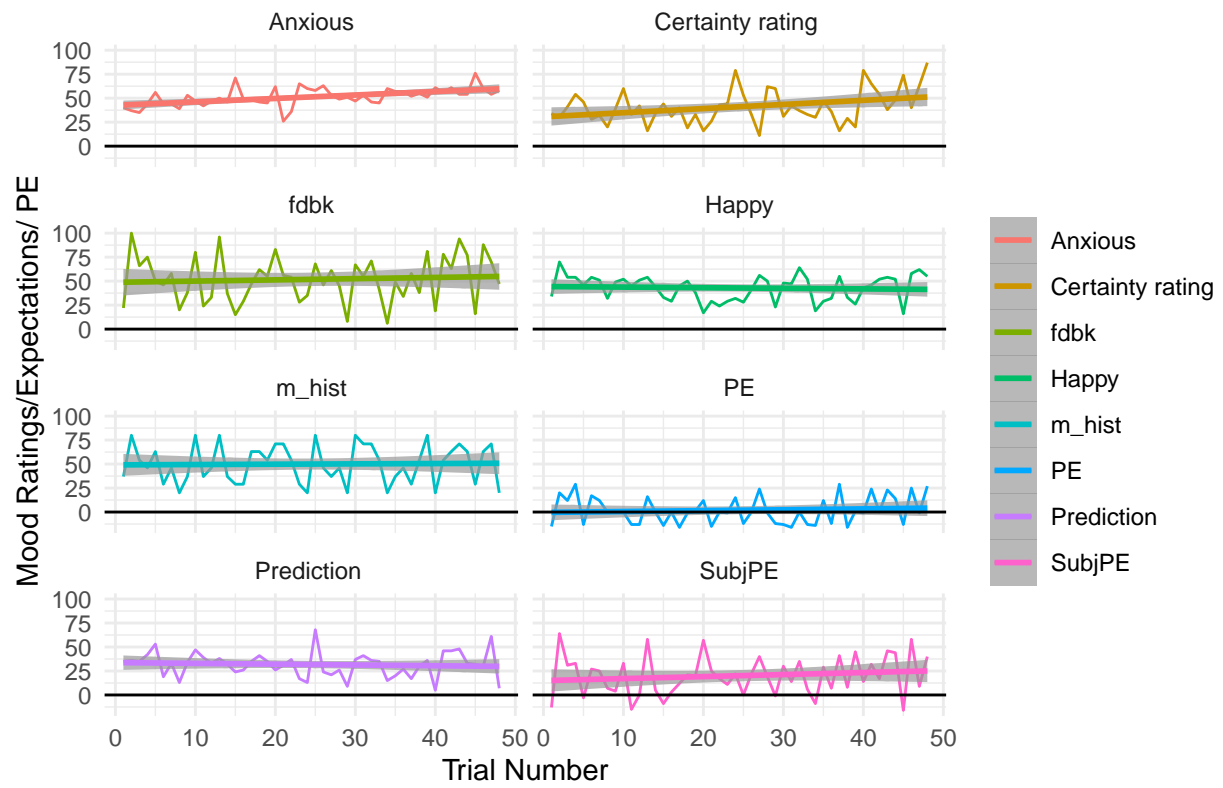 Anxious
Certainty rating
100
75
50
25
0
fdbk
Happy
100
75
50
25
0
m_hist
PE
100
75
50
25
0
Prediction
SubjPE
100
75
50
25
0
0 10 20 30 40 50 0 10 20 30 40 50
Trial Number
Mood Ratings/Expectations/ PE
Anxious
Certainty rating
fdbk
Happy
m_hist
PE
Prediction
SubjPE